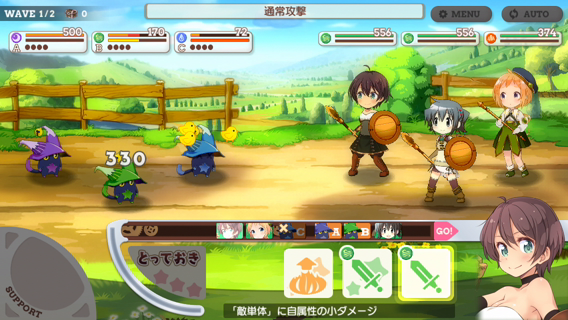 WAVE 1/2 0
通常攻撃
MENU
AUTO
500
A
170
B
72
C
556
556
374
330
C A B GO!
とっておき
SUPPORT
「敵単体」に自属性の小ダメージ